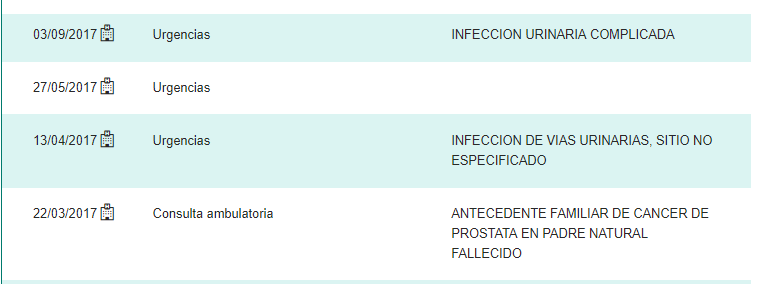 03/09/2017 Urgencias INFECCION URINARIA COMPLICADA
27/05/2017 Urgencias
13/04/2017 Urgencias INFECCION DE VIAS URINARIAS, SITIO NO
ESPECIFICADO
22/03/2017 Consulta ambulatoria ANTECEDENTE FAMILIAR DE CANCER DE
PROSTATA EN PADRE NATURAL
FALLECIDO